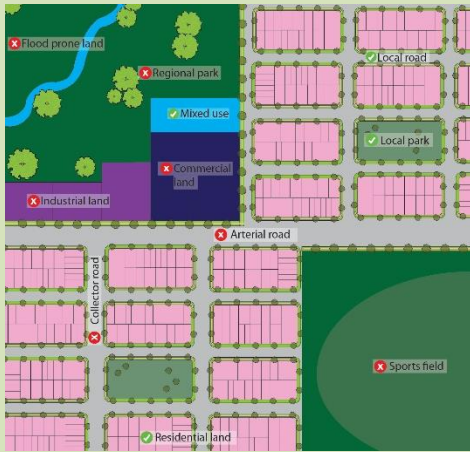 Flood prone land
Local road
Regional park
Mixed use
Local park
Commercial
land
Industrial land
Arterial road
Collector road
Sports field
Residential land